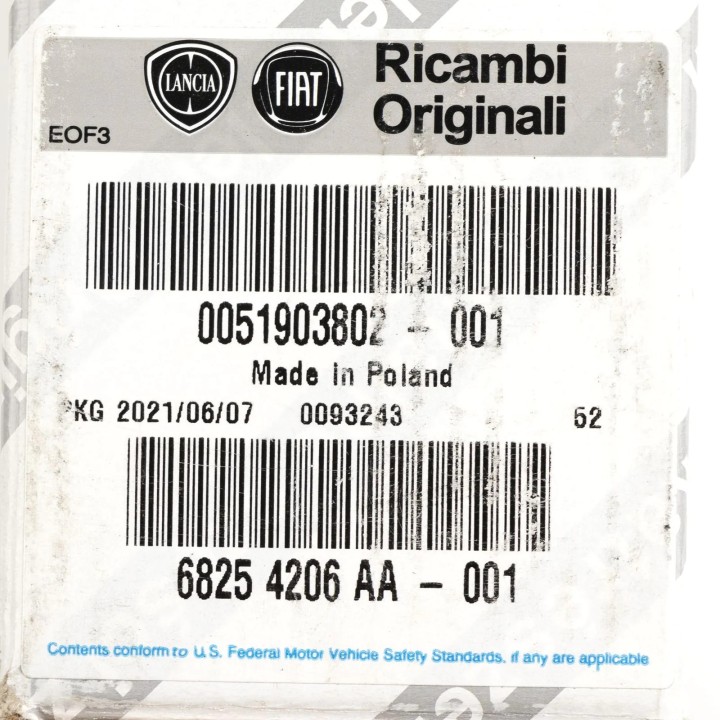 LANCIA FIAT Ricambi
Originali
EOF3
0051903802 - 001
Made in Poland
PKG 2021/06/07 0093243 52
6825 4206 AA - 001
Contents conform to U.S. Federal Motor Vehicle Safety Standards, if any are applicable